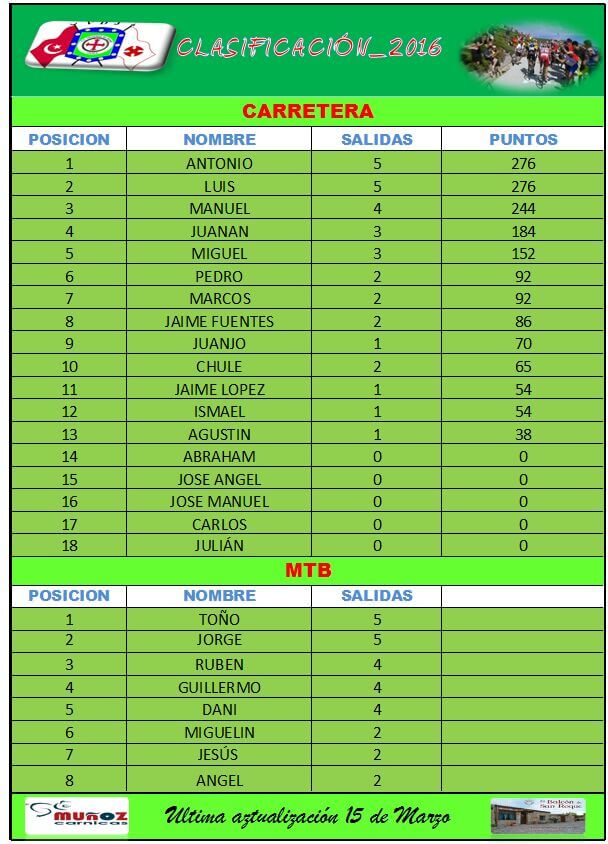 CLASIFICACIÓN_2016
CARRETERA
POSICION NOMBRE SALIDAS PUNTOS
1 ANTONIO 5 276
2 LUIS 5 276
3 MANUEL 4 244
4 JUANAN 3 184
5 MIGUEL 3 152
6 PEDRO 2 92
7 MARCOS 2 92
8 JAIME FUENTES 2 86
9 JUANJO 1 70
10 CHULE 2 65
11 JAIME LOPEZ 1 54
12 ISMAEL 1 54
13 AGUSTIN 1 38
14 ABRAHAM 0 0
15 JOSE ANGEL 0 0
16 JOSE MANUEL 0 0
17 CARLOS 0 0
18 JULIÁN 0 0
MTB
POSICION NOMBRE SALIDAS
1 TOÑO 5
2 JORGE 5
3 RUBEN 4
4 GUILLERMO 4
5 DANI 4
6 MIGUELIN 2
7 JESÚS 2
8 ANGEL 2
MUÑOZ
carnicas
Ultima aztualización 15 de Marzo
El Balcón de
San Roque